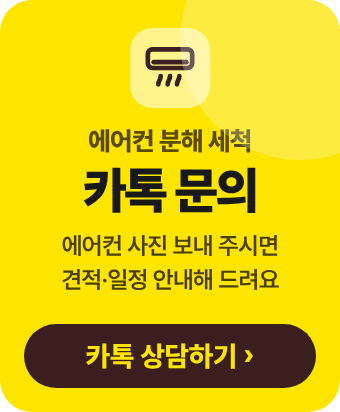 에어컨 분해 세척
카톡 문의
에어컨 사진 보내 주시면
견적·일정 안내해 드려요
카톡 상담하기 ›